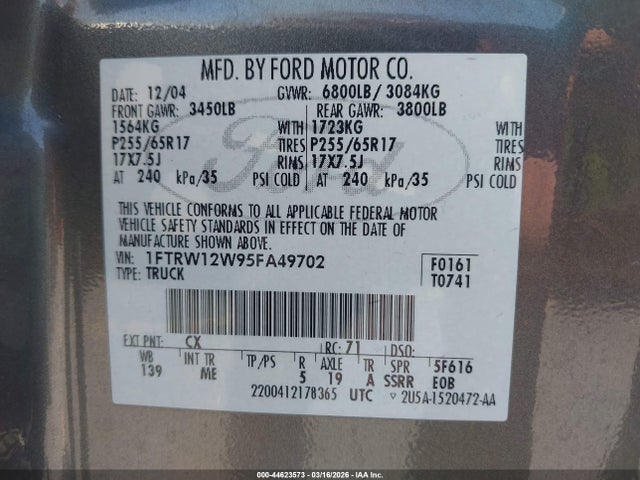 MFD. BY FORD MOTOR CO.
DATE: 12/04 GVWR: 6800LB/ 3084KG
FRONT GAWR: 3450LB REAR GAWR: 3800LB
1564KG WITH 1723KG WITH
P255/65R17 TIRES P255/65R17 TIRES
17X7.5J RIMS 17X7.5J RIMS
AT 240 kPa/35 PSI COLD AT 240 kPa/35 PSI COLD
Ford
THIS VEHICLE CONFORMS TO ALL APPLICABLE FEDERAL MOTOR
VEHICLE SAFETY STANDARDS IN EFFECT ON THE DATE OF
MANUFACTURE SHOWN ABOVE.
VIN: 1FTRW12W95FA49702 F0161
TYPE: TRUCK T0741
EXT PNT: CX RC: 71 DSO:
WB INT TR TP/PS R AXLE TR SPR 5F616
139 ME 5 19 A SSRR EOB
2200412178365 UTC ▽ 2U5A-1520472-AA
000-44623573 — 03/16/2026 — IAA Inc.